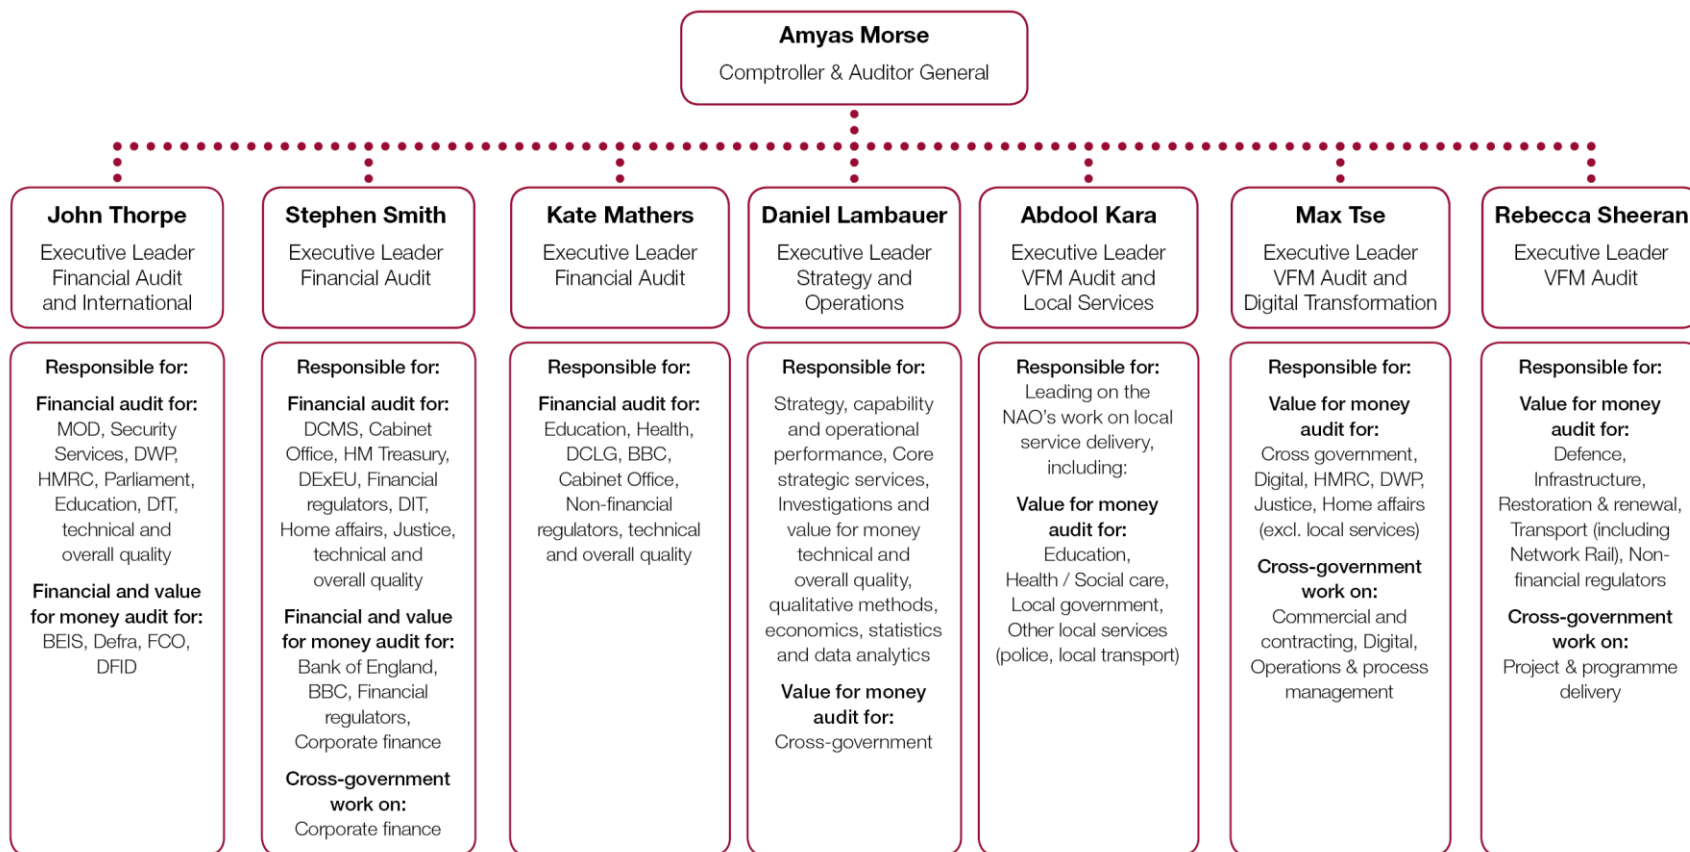 Amyas Morse
Comptroller & Auditor General
John Thorpe
Executive Leader
Financial Audit
and International
Stephen Smith
Executive Leader
Financial Audit
Kate Mathers
Executive Leader
Financial Audit
Daniel Lambauer
Executive Leader
Strategy and
Operations
Abdool Kara
Executive Leader
VFM Audit and
Local Services
Max Tse
Executive Leader
VFM Audit and
Digital Transformation
Rebecca Sheeran
Executive Leader
VFM Audit
Responsible for:
Financial audit for:
MOD, Security
Services, DWP,
HMRC, Parliament,
Education, DfT,
technical and
overall quality
Financial and value
for money audit for:
BEIS, Defra, FCO,
DFID
Responsible for:
Financial audit for:
DCMS, Cabinet
Office, HM Treasury,
DExEU, Financial
regulators, DIT,
Home affairs, Justice,
technical and
overall quality
Financial and value
for money audit for:
Bank of England,
BBC, Financial
regulators,
Corporate finance
Cross-government
work on:
Corporate finance
Responsible for:
Financial audit for:
Education, Health,
DCLG, BBC,
Cabinet Office,
Non-financial
regulators, technical
and overall quality
Responsible for:
Strategy, capability
and operational
performance, Core
strategic services,
Investigations and
value for money
technical and
overall quality,
qualitative methods,
economics, statistics
and data analytics
Value for money
audit for:
Cross-government
Responsible for:
Leading on the
NAO’s work on local
service delivery,
including:
Value for money
audit for:
Education,
Health / Social care,
Local government,
Other local services
(police, local transport)
Responsible for:
Value for money
audit for:
Cross government,
Digital, HMRC, DWP,
Justice, Home affairs
(excl. local services)
Cross-government
work on:
Commercial and
contracting, Digital,
Operations & process
management
Responsible for:
Value for money
audit for:
Defence,
Infrastructure,
Restoration & renewal,
Transport (including
Network Rail), Non-
financial regulators
Cross-government
work on:
Project & programme
delivery